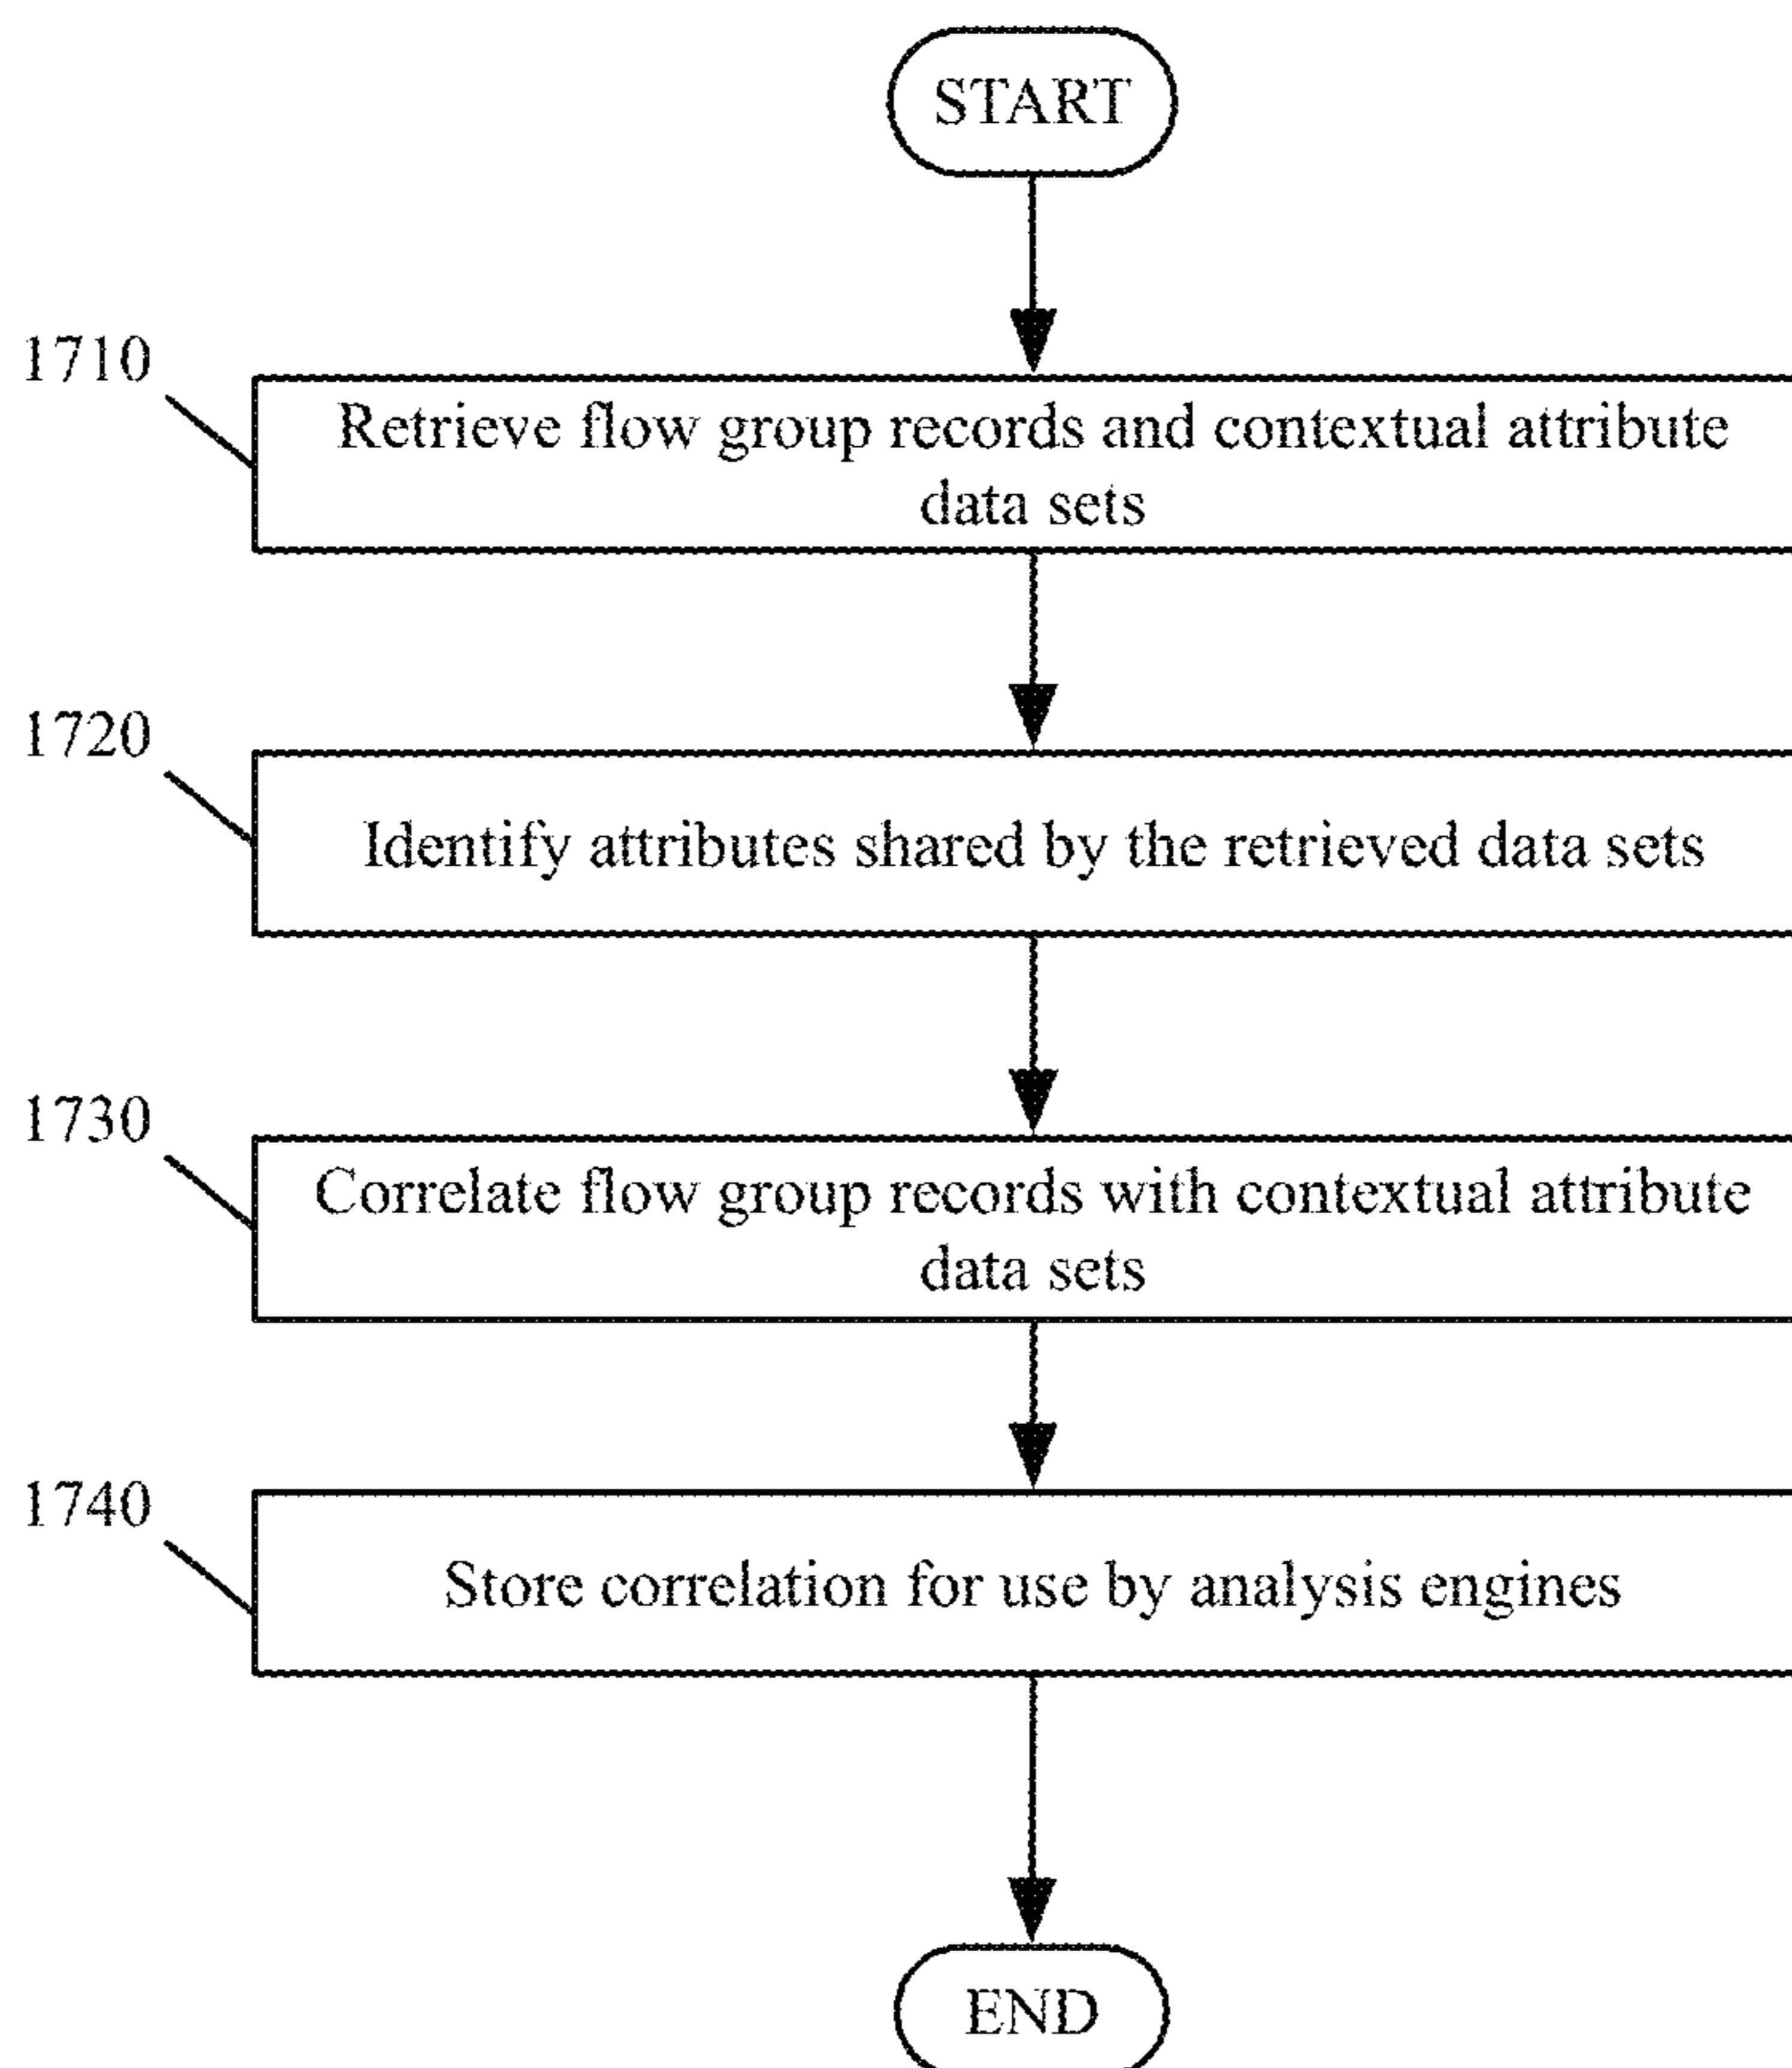 START
1710
Retrieve flow group records and contextual attribute
data sets
1720
Identify attributes shared by the retrieved data sets
1730
Correlate flow group records with contextual attribute
data sets
1740
Store correlation for use by analysis engines
END